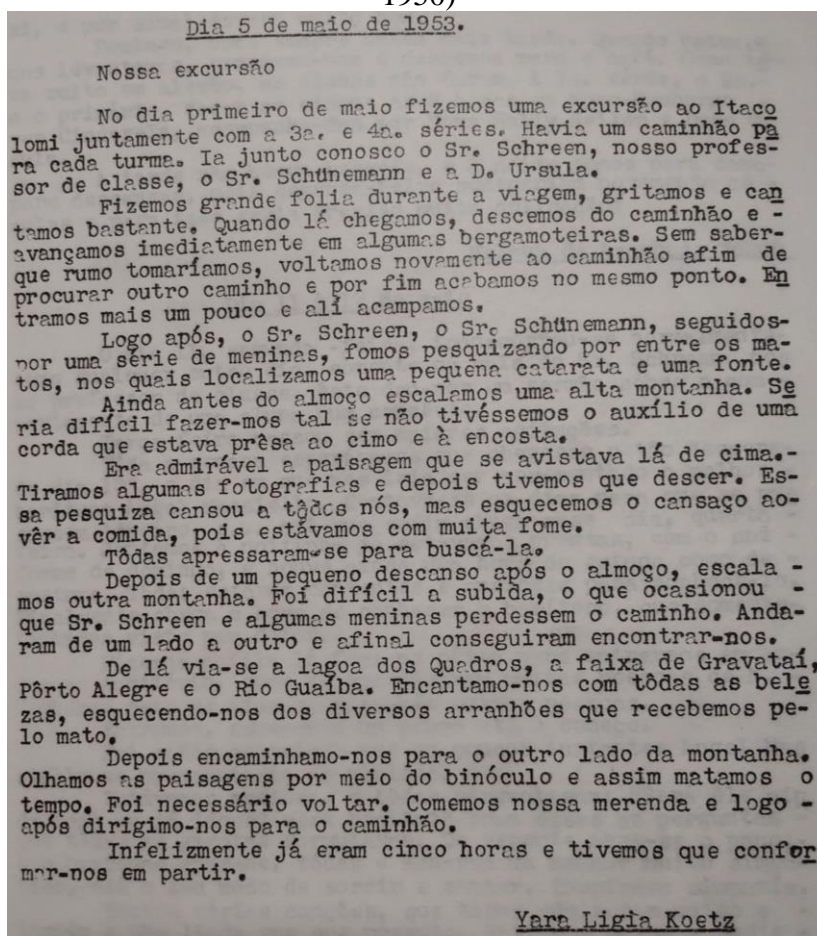 1950)
Dia 5 de maio de 1953.
Nossa excursão
No dia primeiro de maio fizemos uma excursão ao Itaco
lomi juntamente com a 3a. e 4a. séries. Havia um caminhão pa
ra cada turma. Ia junto conosco o Sr. Schreen, nosso profes-
sor de classe, o Sr. Schünemann e a D. Ursula.
Fizemos grande folia durante a viagem, gritamos e can
tamos bastante. Quando lá chegamos, descemos do caminhão e -
avançamos imediatamente em algumas bergamoteiras. Sem saber-
que rumo tomaríamos, voltamos novamente ao caminhão afim de
procurar outro caminho e por fim acabamos no mesmo ponto. En
tramos mais um pouco e alí acampamos.
Logo após, o Sr. Schreen, o Sr. Schünemann, seguidos-
por uma série de meninas, fomos pesquizando por entre os ma-
tos, nos quais localizamos uma pequena catarata e uma fonte.
Ainda antes do almoço escalamos uma alta montanha. Se
ria difícil fazer-mos tal se não tivéssemos o auxílio de uma
corda que estava prêsa ao cimo e à encosta.
Era admirável a paisagem que se avistava lá de cima.-
Tiramos algumas fotografias e depois tivemos que descer. Es-
sa pesquiza cansou a tôdas nós, mas esquecemos o cansaço ao-
vêr a comida, pois estávamos com muita fome.
Tôdas apressaram-se para buscá-la.
Depois de um pequeno descanso após o almoço, escala -
mos outra montanha. Foi difícil a subida, o que ocasionou -
que Sr. Schreen e algumas meninas perdessem o caminho. Anda-
ram de um lado a outro e afinal conseguiram encontrar-nos.
De lá via-se a lagoa dos Quadros, a faixa de Gravataí,
Pôrto Alegre e o Rio Guaíba. Encantamo-nos com tôdas as bele
zas, esquecendo-nos dos diversos arranhões que recebemos pe-
lo mato.
Depois encaminhamo-nos para o outro lado da montanha.
Olhamos as paisagens por meio do binóculo e assim matamos o
tempo. Foi necessário voltar. Comemos nossa merenda e logo -
após dirigimo-nos para o caminhão.
Infelizmente já eram cinco horas e tivemos que confor
mar-nos em partir.
Yara Ligia Koetz